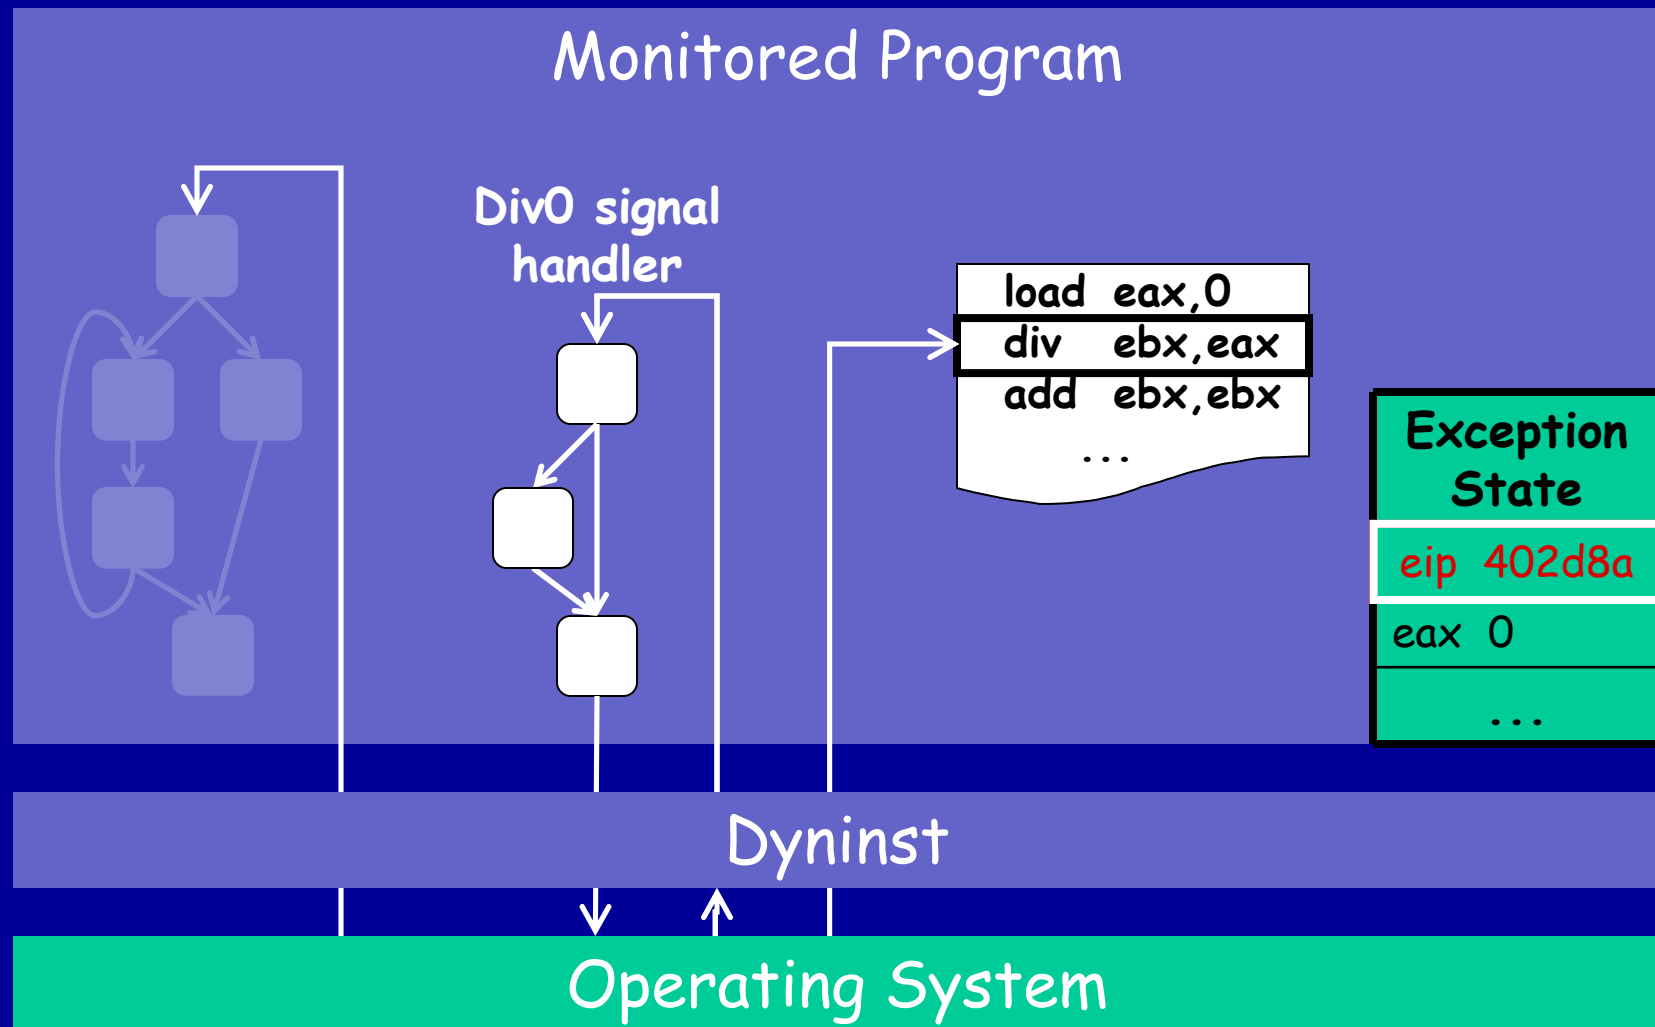 Monitored Program
Div0 signal
handler
load eax,0
div ebx,eax
add ebx,ebx
...
Exception
State
eip 402d8a
eax 0
...
Dyninst
Operating System